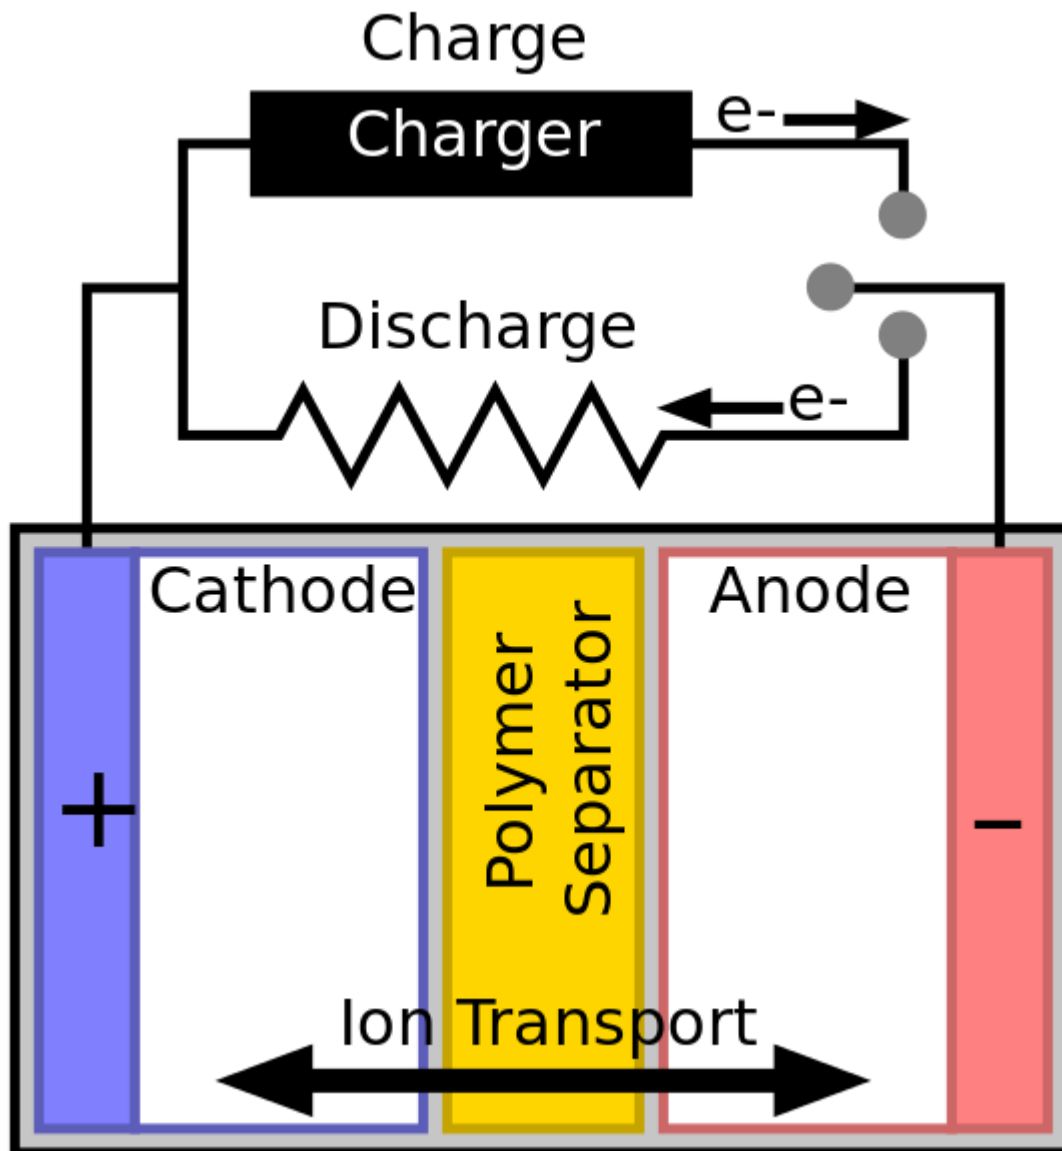 Charge
Charger
e-
Discharge
e-
Cathode
Polymer
Separator
Anode
+
–
Ion Transport